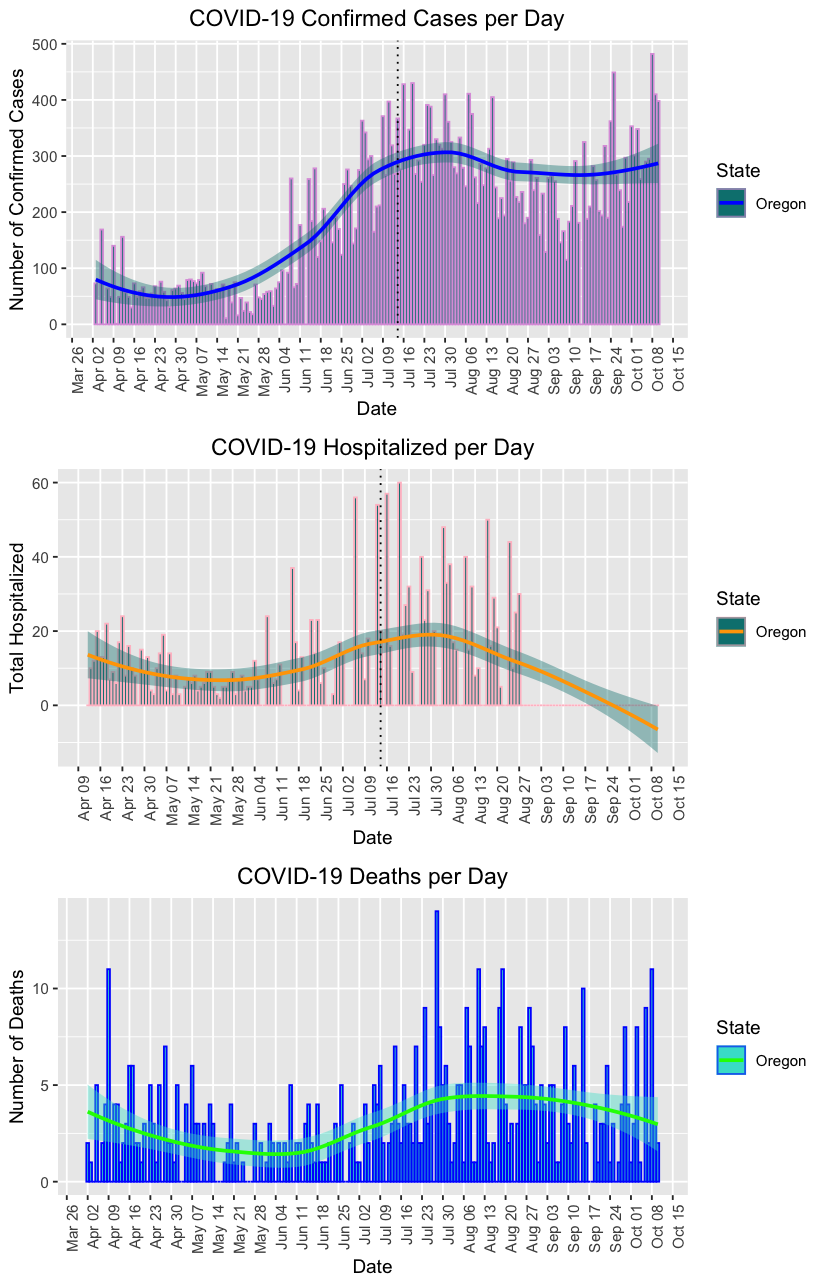 COVID-19 Confirmed Cases per Day
Number of Confirmed Cases
500
400
300
200
100
0
Mar 26
Apr 02
Apr 09
Apr 16
Apr 23
Apr 30
May 07
May 14
May 21
May 28
Jun 04
Jun 11
Jun 18
Jun 25
Jul 02
Jul 09
Jul 16
Jul 23
Jul 30
Aug 06
Aug 13
Aug 20
Aug 27
Sep 03
Sep 10
Sep 17
Sep 24
Oct 01
Oct 08
Oct 15
Date
State
Oregon
COVID-19 Hospitalized per Day
Total Hospitalized
60
40
20
0
Apr 09
Apr 16
Apr 23
Apr 30
May 07
May 14
May 21
May 28
Jun 04
Jun 11
Jun 18
Jun 25
Jul 02
Jul 09
Jul 16
Jul 23
Jul 30
Aug 06
Aug 13
Aug 20
Aug 27
Sep 03
Sep 10
Sep 17
Sep 24
Oct 01
Oct 08
Oct 15
Date
State
Oregon
COVID-19 Deaths per Day
Number of Deaths
10
5
0
Mar 26
Apr 02
Apr 09
Apr 16
Apr 23
Apr 30
May 07
May 14
May 21
May 28
Jun 04
Jun 11
Jun 18
Jun 25
Jul 02
Jul 09
Jul 16
Jul 23
Jul 30
Aug 06
Aug 13
Aug 20
Aug 27
Sep 03
Sep 10
Sep 17
Sep 24
Oct 01
Oct 08
Oct 15
Date
State
Oregon